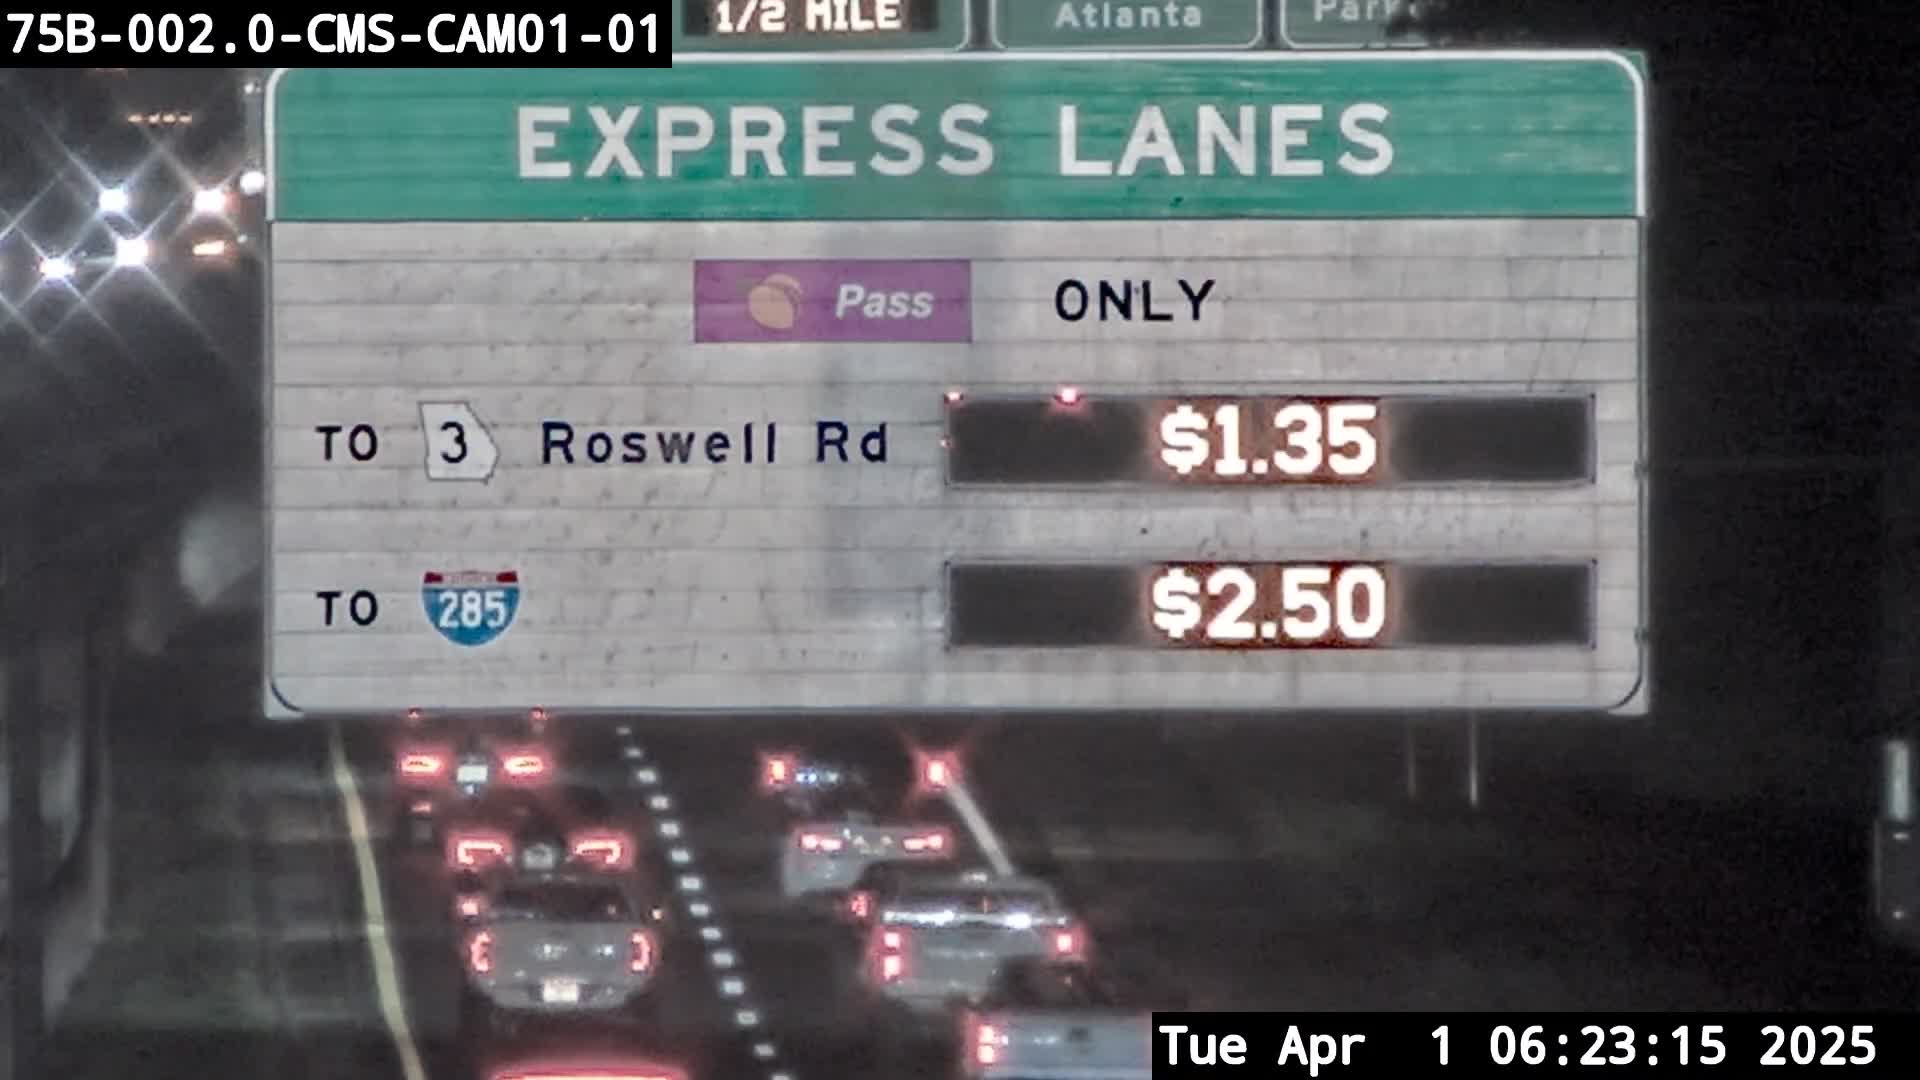 75B-002.0-CMS-CAM01-01
1/2 MILE
Atlanta
EXPRESS LANES
Pass ONLY
TO 3 Roswell Rd $1.35
TO 285 $2.50
Tue Apr 1 06:23:15 2025